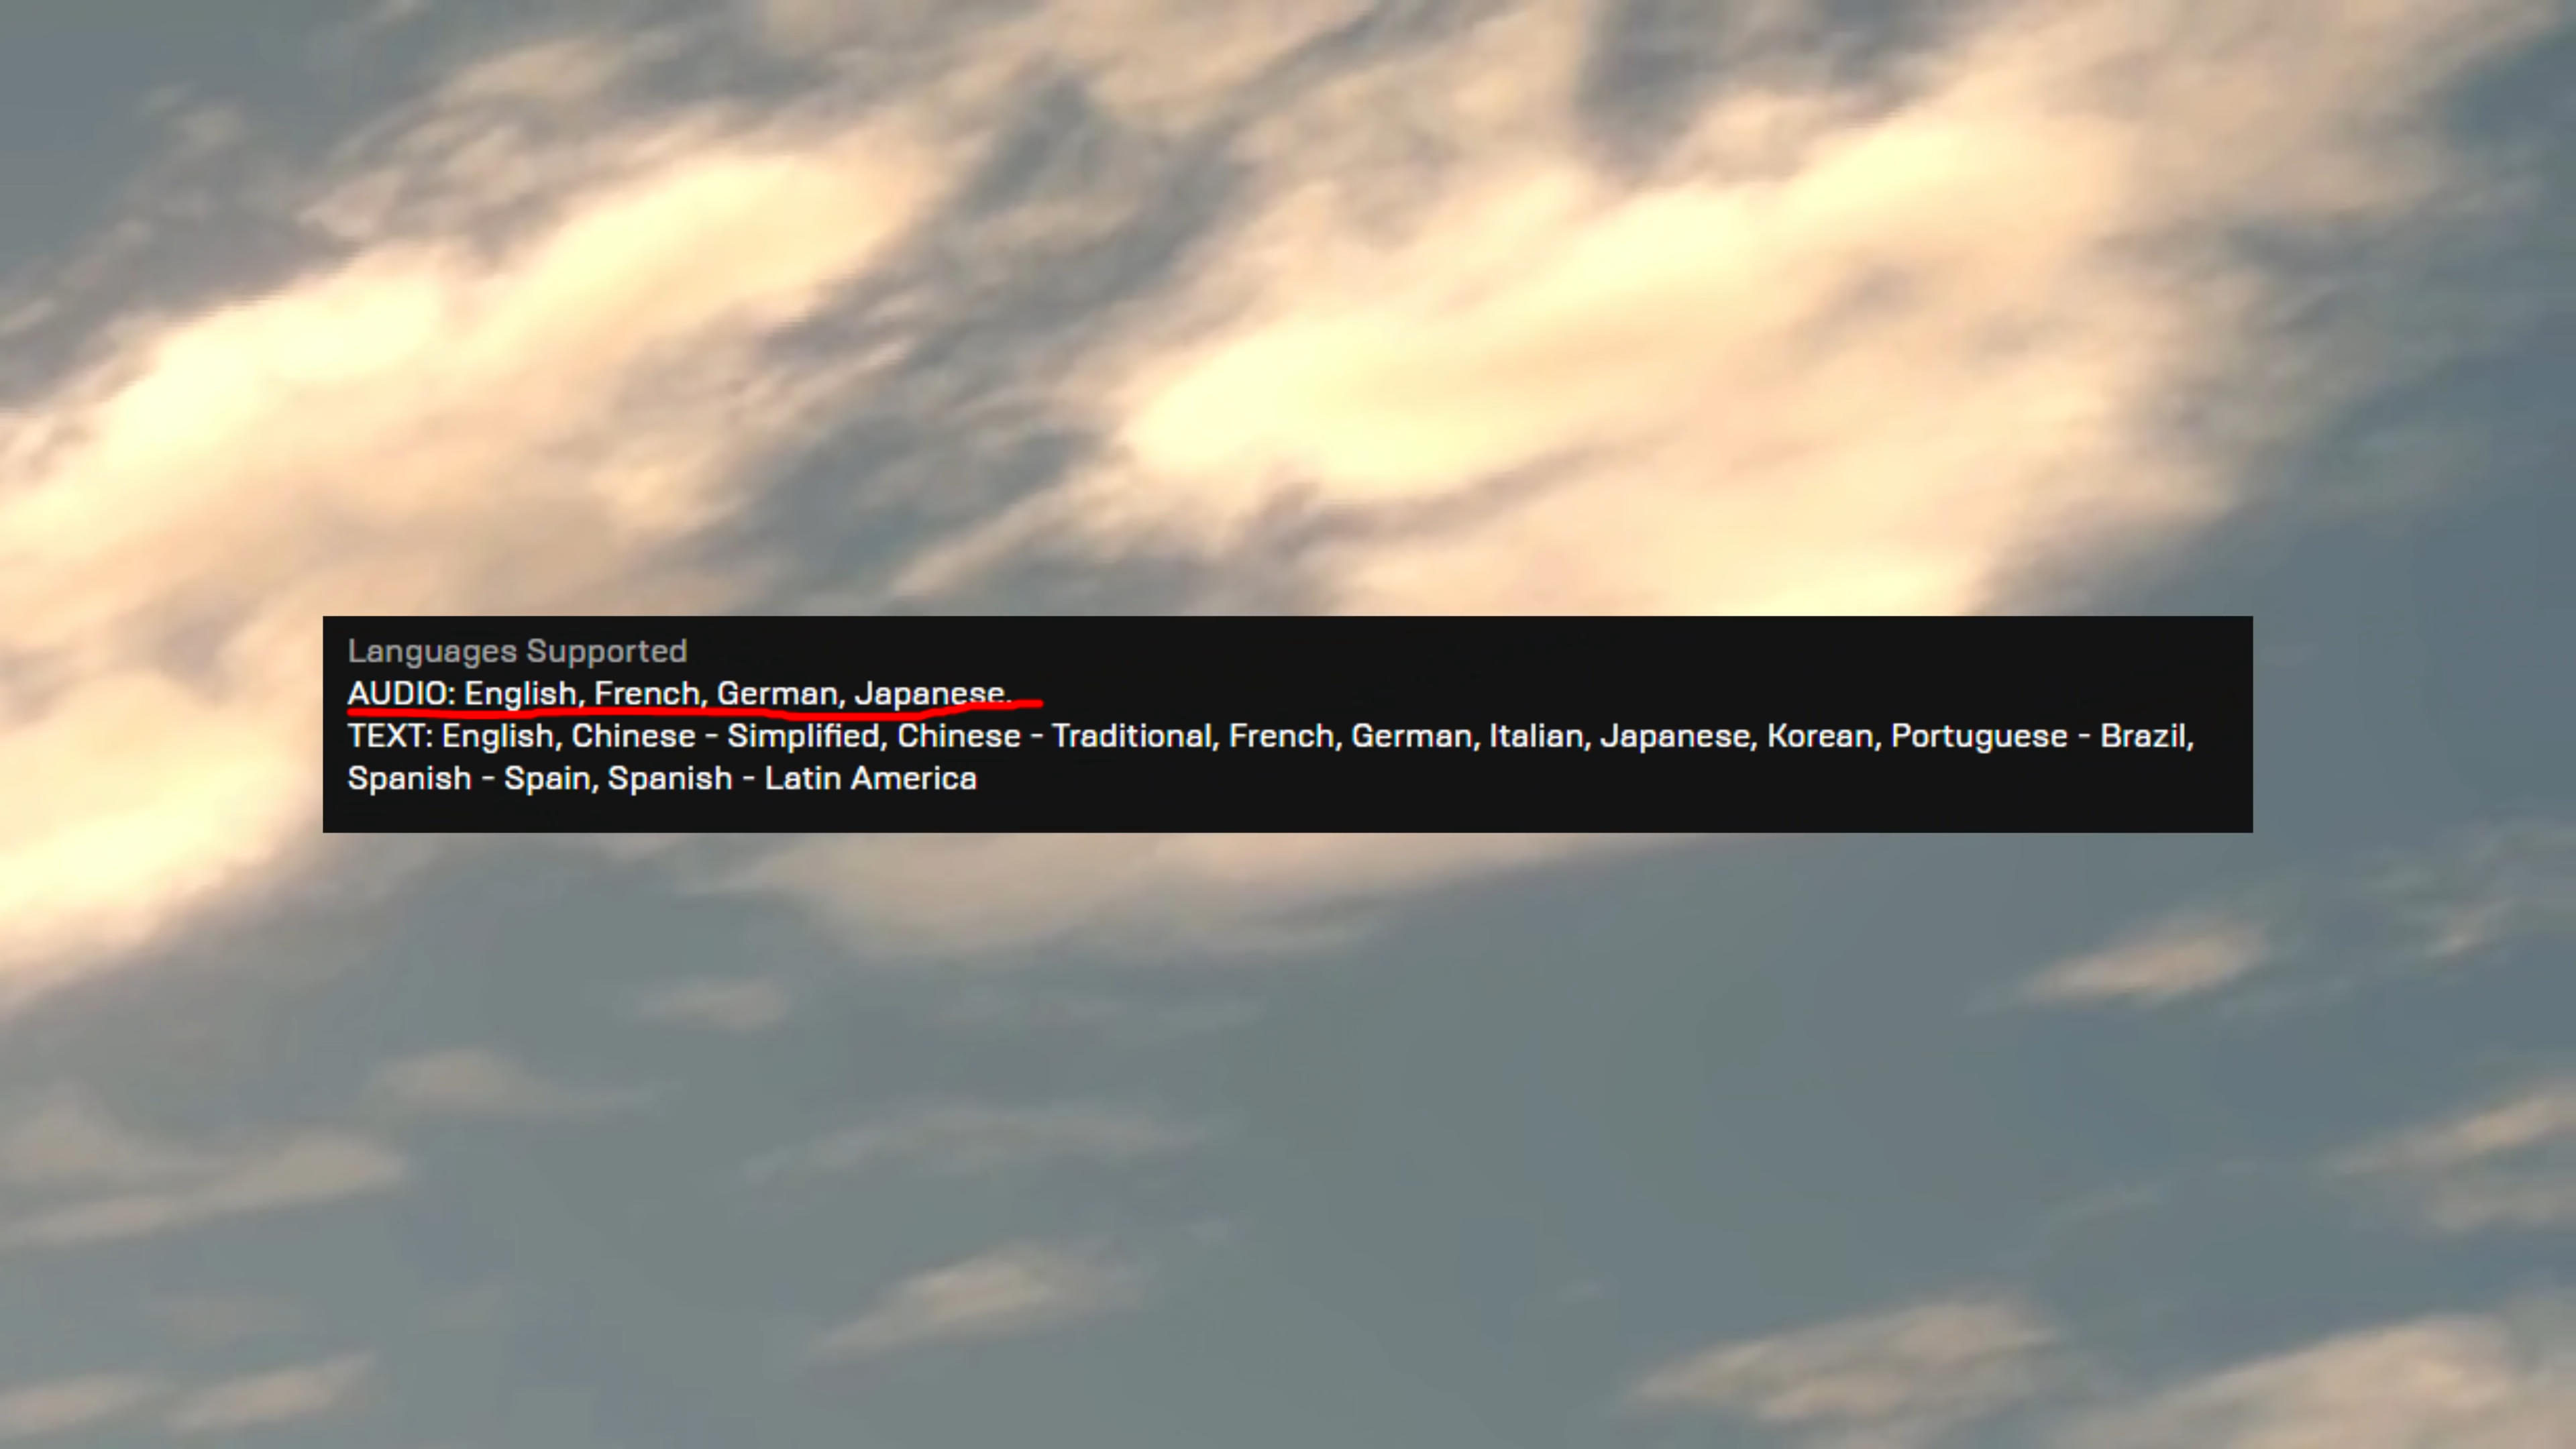 Languages Supported
AUDIO: English, French, German, Japanese.
TEXT: English, Chinese - Simplified, Chinese - Traditional, French, German, Italian, Japanese, Korean, Portuguese - Brazil,
Spanish - Spain, Spanish - Latin America